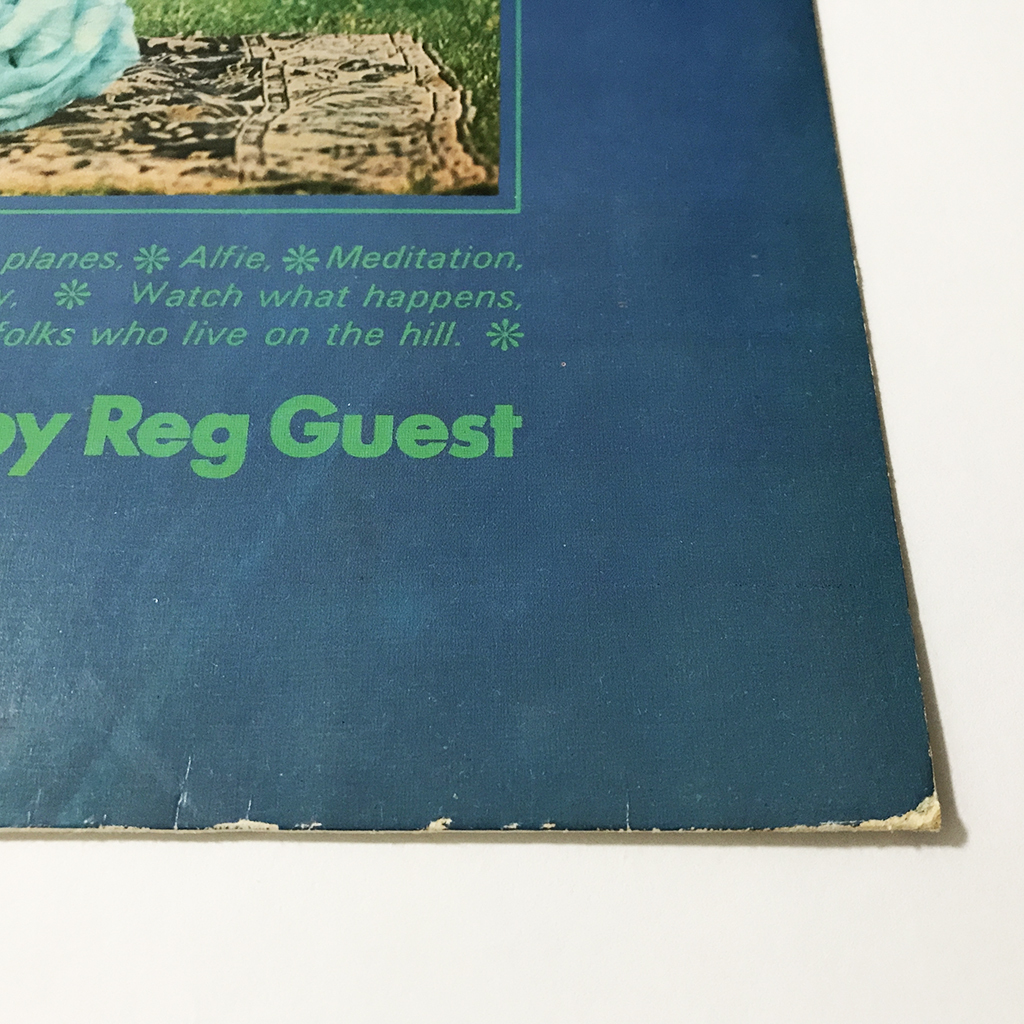 planes, ❊ Alfie, ❊ Meditation,
y, ❊ Watch what happens,
folks who live on the hill. ❊
by Reg Guest